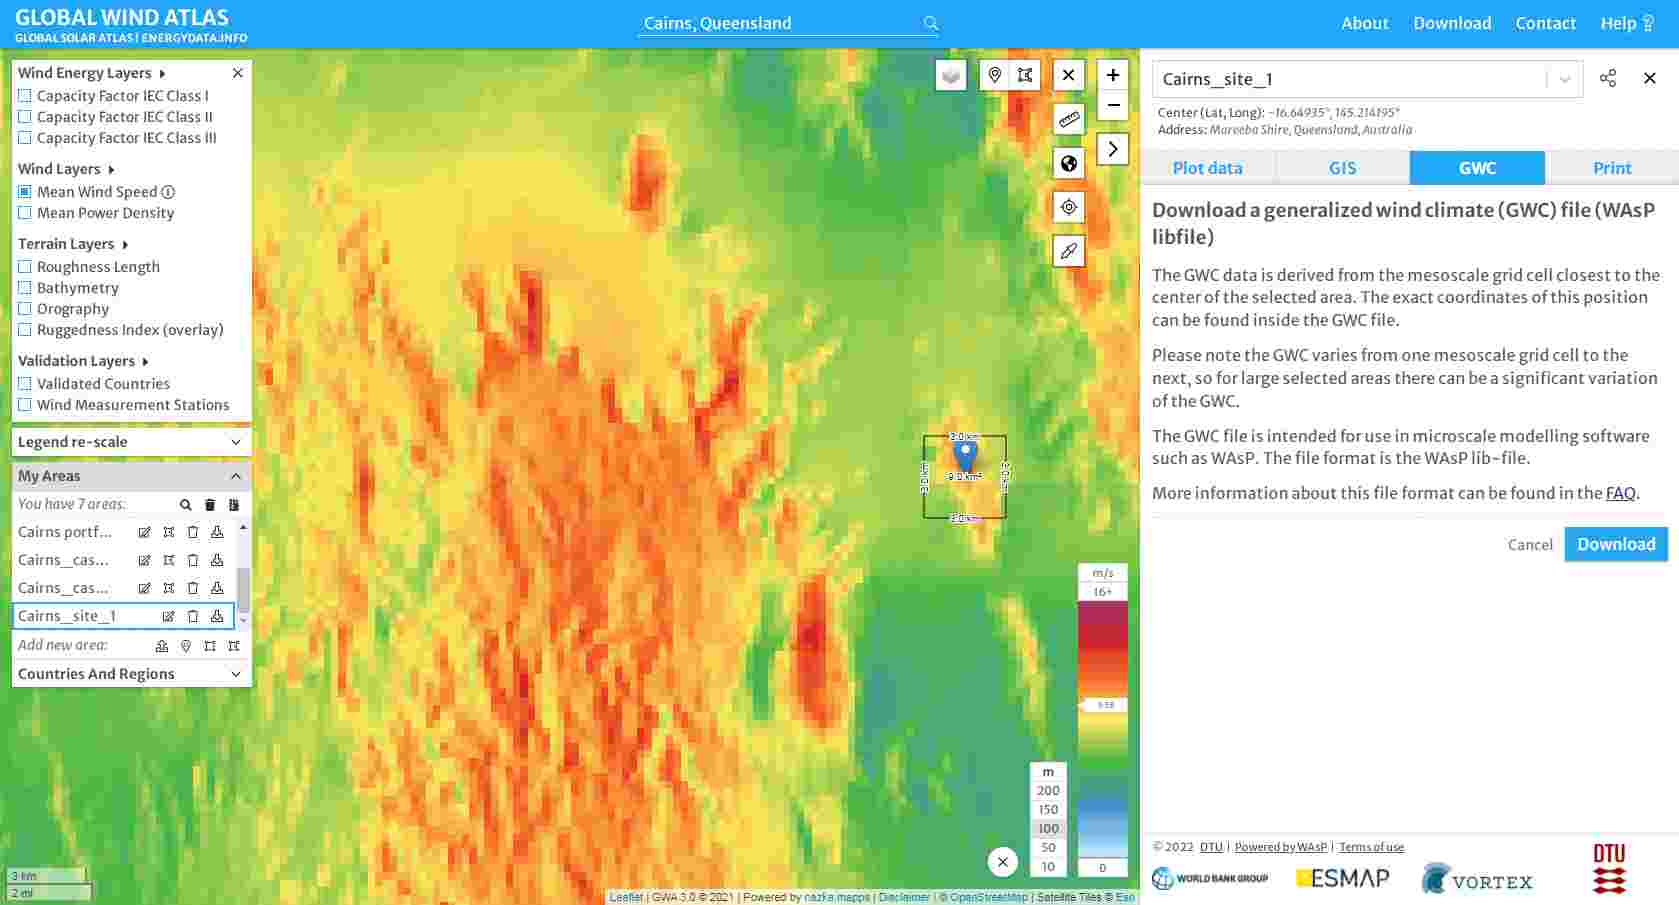 GLOBAL WIND ATLAS
GLOBAL SOLAR ATLAS | ENERGYDATA.INFO
Cairns, Queensland
About
Download
Contact
Help
Wind Energy Layers
Capacity Factor IEC Class I
Capacity Factor IEC Class II
Capacity Factor IEC Class III
Wind Layers
Mean Wind Speed
Mean Power Density
Terrain Layers
Roughness Length
Bathymetry
Orography
Ruggedness Index (overlay)
Validation Layers
Validated Countries
Wind Measurement Stations
Legend re-scale
My Areas
You have 7 areas:
Cairns portf...
Cairns_cas...
Cairns_cas...
Cairns_site_1
Add new area:
Countries And Regions
3 km
2 mi
3.0 km
3.0 km
9.0 km²
3.0 km
3.0 km
m/s
16+
0
m
200
150
100
50
10
Leaflet | GWA 3.0 © 2021 | Powered by nazka mapps | Disclaimer | © OpenStreetMap | Satellite Tiles © Esri
Cairns_site_1
Center (Lat, Long): -16.64935°, 145.214195°
Address: Mareeba Shire, Queensland, Australia
Plot data
GIS
GWC
Print
Download a generalized wind climate (GWC) file (WAsP
libfile)
The GWC data is derived from the mesoscale grid cell closest to the
center of the selected area. The exact coordinates of this position
can be found inside the GWC file.
Please note the GWC varies from one mesoscale grid cell to the
next, so for large selected areas there can be a significant variation
of the GWC.
The GWC file is intended for use in microscale modelling software
such as WAsP. The file format is the WAsP lib-file.
More information about this file format can be found in the FAQ.
Cancel
Download
© 2022 DTU | Powered by WAsP | Terms of use
WORLD BANK GROUP
ESMAP
VORTEX
DTU